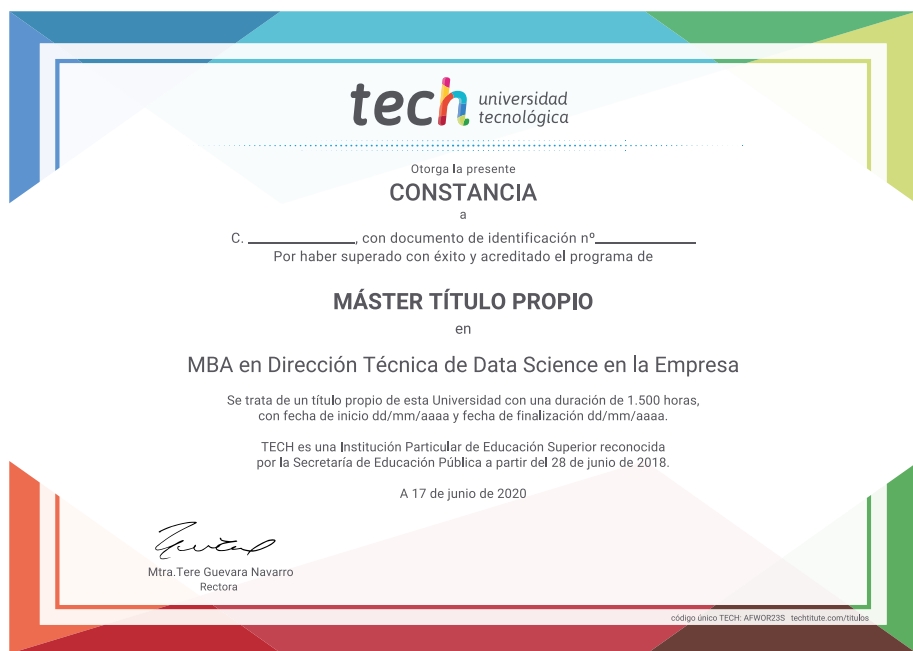 tech universidad
tecnológica
Otorga la presente
CONSTANCIA
a
C. ____________, con documento de identificación nº____________
Por haber superado con éxito y acreditado el programa de
MÁSTER TÍTULO PROPIO
en
MBA en Dirección Técnica de Data Science en la Empresa
Se trata de un título propio de esta Universidad con una duración de 1.500 horas,
con fecha de inicio dd/mm/aaaa y fecha de finalización dd/mm/aaaa.
TECH es una Institución Particular de Educación Superior reconocida
por la Secretaría de Educación Pública a partir del 28 de junio de 2018.
A 17 de junio de 2020
Mtra.Tere Guevara Navarro
Rectora
código único TECH: AFWOR23S techtitute.com/titulos